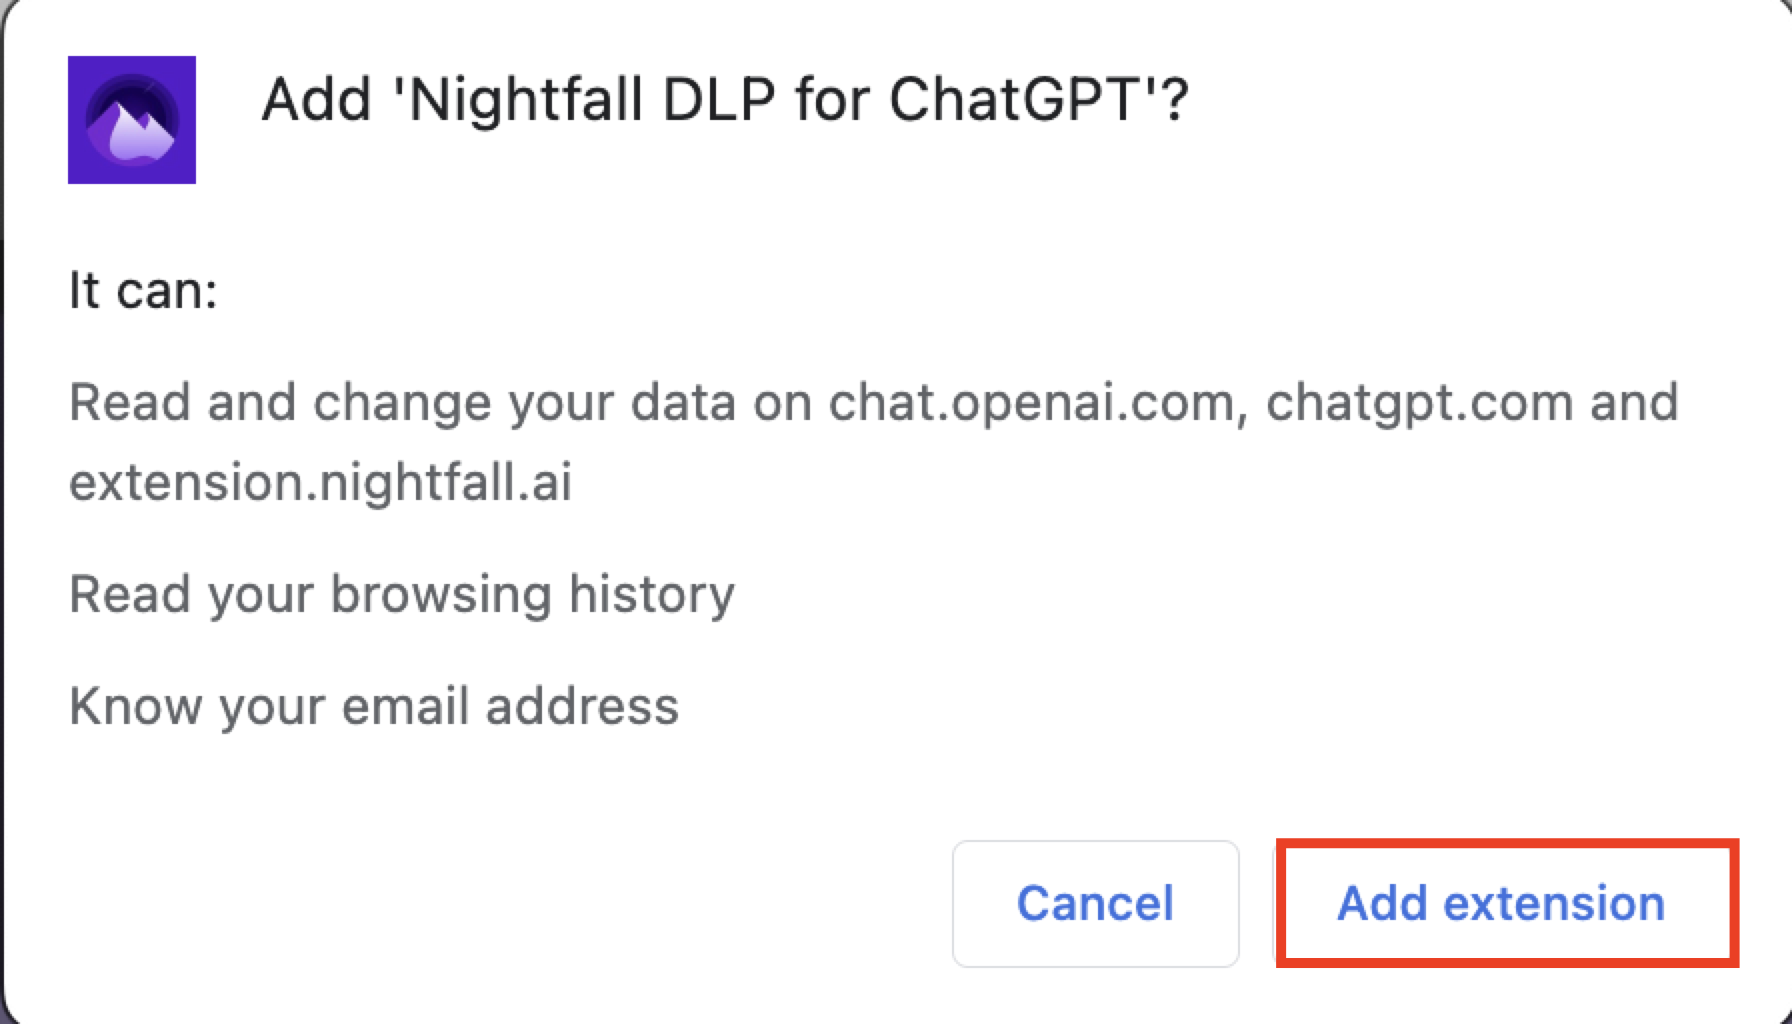 Add 'Nightfall DLP for ChatGPT'?
It can:
Read and change your data on chat.openai.com, chatgpt.com and
extension.nightfall.ai
Read your browsing history
Know your email address
Cancel
Add extension